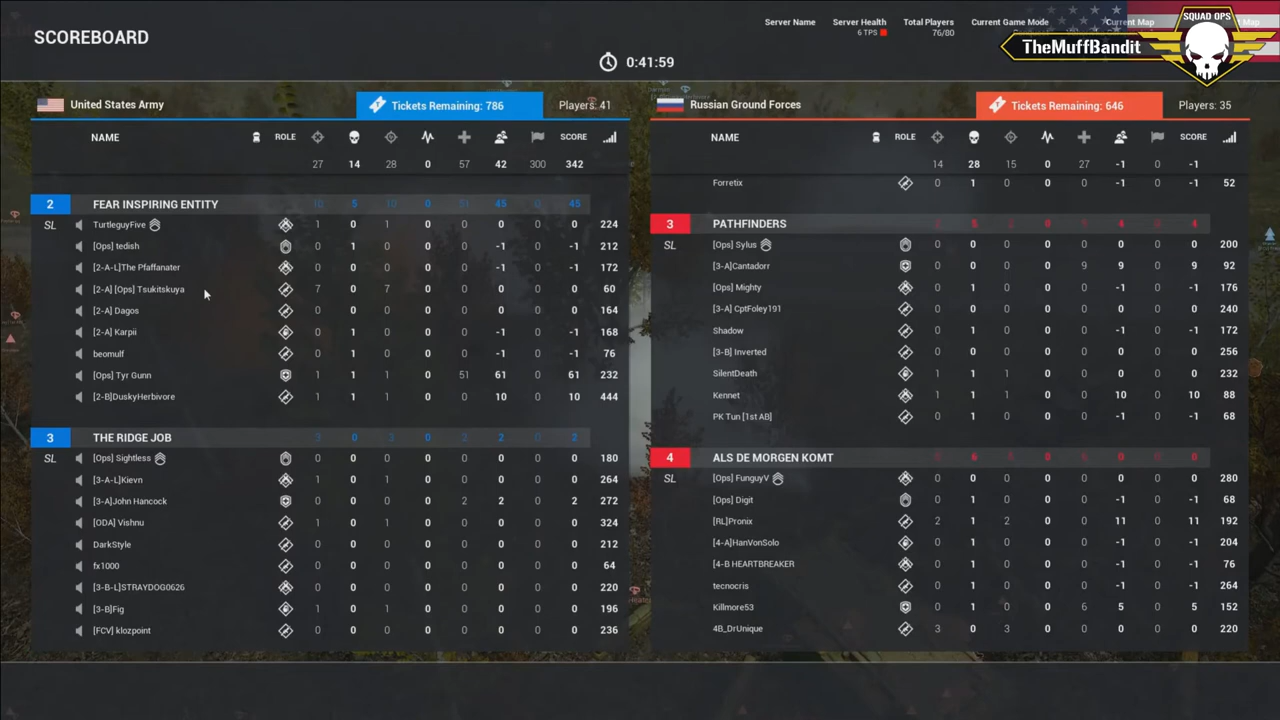 SCOREBOARD
Server Name
Server Health
6 TPS
Total Players
76/80
Current Game Mode
Current Map
Map
TheMuffBandit
SQUAD OPS
0:41:59
United States Army
Tickets Remaining: 786
Players: 41
NAME ROLE SCORE
27 14 28 0 57 42 300 342
2 FEAR INSPIRING ENTITY 10 5 10 0 51 45 0 45
SL TurtleguyFive 1 0 1 0 0 0 0 0 224
[Ops] tedish 0 1 0 0 0 -1 0 -1 212
[2-A-L]The Pfaffanater 0 1 0 0 0 -1 0 -1 172
[2-A] [Ops] Tsukitskuya 7 0 7 0 0 0 0 0 60
[2-A] Dagos 0 0 0 0 0 0 0 0 164
[2-A] Karpii 0 1 0 0 0 -1 0 -1 168
beomulf 0 1 0 0 0 -1 0 -1 76
[Ops] Tyr Gunn 1 1 1 0 51 61 0 61 232
[2-B]DuskyHerbivore 1 1 1 0 0 10 0 10 444
3 THE RIDGE JOB 3 0 3 0 2 2 0 2
SL [Ops] Sightless 0 0 0 0 0 0 0 0 180
[3-A-L]Kievn 1 0 1 0 0 0 0 0 264
[3-A]John Hancock 0 0 0 0 2 2 0 2 272
[ODA] Vishnu 1 0 1 0 0 0 0 0 324
DarkStyle 0 0 0 0 0 0 0 0 212
fx1000 0 0 0 0 0 0 0 0 64
[3-B-L]STRAYDOG0626 0 0 0 0 0 0 0 0 220
[3-B]Fig 1 0 1 0 0 0 0 0 196
[FCV] klozpoint 0 0 0 0 0 0 0 0 236
Russian Ground Forces
Tickets Remaining: 646
Players: 35
NAME ROLE SCORE
14 28 15 0 27 -1 0 -1
Forretix 0 1 0 0 0 -1 0 -1 52
3 PATHFINDERS 4 4
SL [Ops] Sylus 0 0 0 0 0 0 0 0 200
[3-A]Cantadorr 0 0 0 0 9 9 0 9 92
[Ops] Mighty 0 1 0 0 0 -1 0 -1 176
[3-A] CptFoley191 0 0 0 0 0 0 0 0 240
Shadow 0 1 0 0 0 -1 0 -1 172
[3-B] Inverted 0 0 0 0 0 0 0 0 256
SilentDeath 1 1 1 0 0 0 0 0 232
Kennet 1 1 1 0 0 10 0 10 88
PK Tun [1st AB] 0 1 0 0 0 -1 0 -1 68
4 ALS DE MORGEN KOMT 6 0 0 0
SL [Ops] FunguyV 0 0 0 0 0 0 0 0 280
[Ops] Digit 0 1 0 0 0 -1 0 -1 68
[RL]Pronix 2 1 2 0 0 11 0 11 192
[4-A]HanVonSolo 0 1 0 0 0 -1 0 -1 204
[4-B HEARTBREAKER 0 1 0 0 0 -1 0 -1 76
tecnocris 0 1 0 0 0 -1 0 -1 264
Killmore53 0 1 0 0 6 5 0 5 152
4B_DrUnique 3 0 3 0 0 0 0 0 220